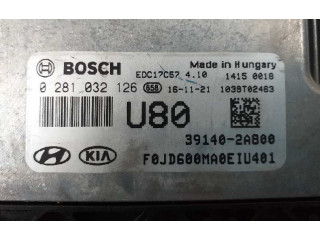 BOSCH EDC17C57 4.10 Made in Hungary
0 281 032 126 658 16-11-21 1415 0018
1039T02463
U80
39140-2A800
KIA F0JD600MA0EIU401